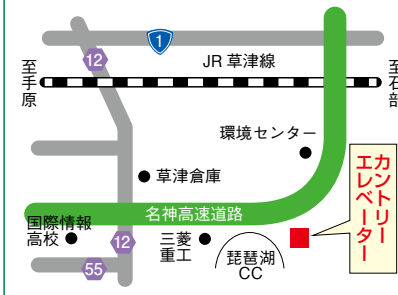 1
12
JR 草津線
至手原
至石部
環境センター
草津倉庫
カントリー
エレベーター
名神高速道路
国際情報
高校
12
三菱
重工
琵琶湖
CC
55